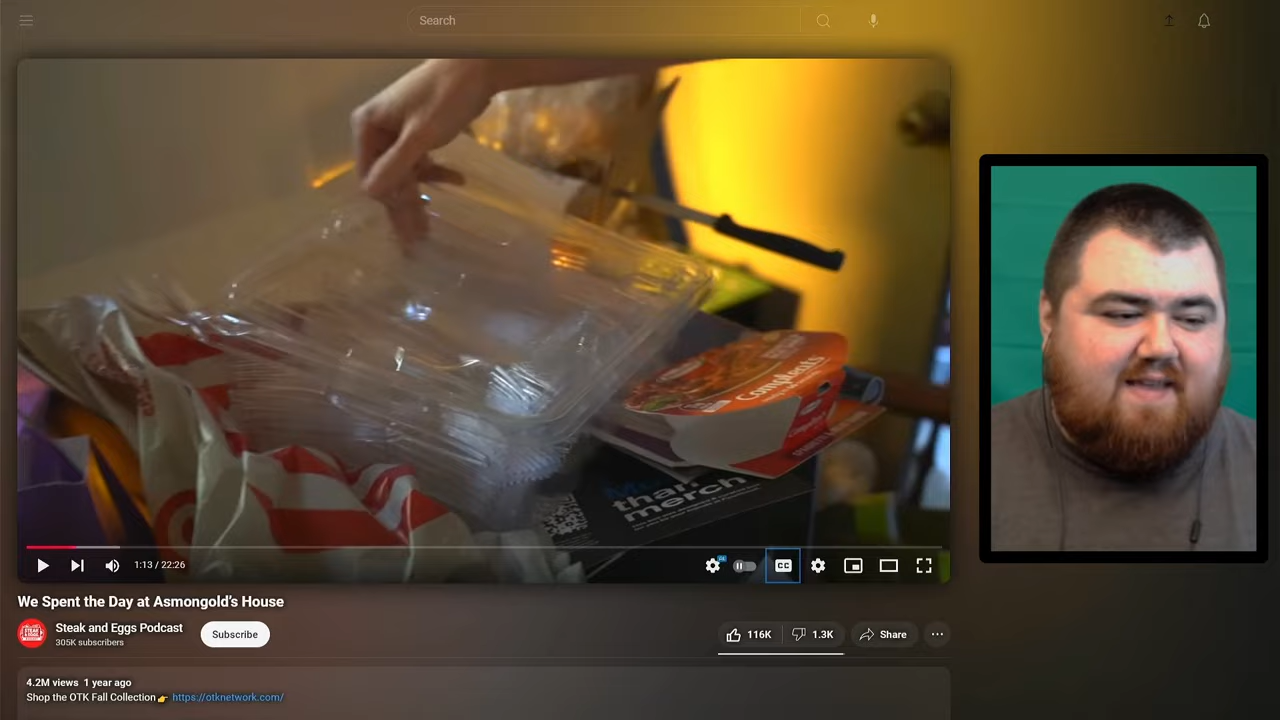 Search
Compleats
than
merch
1:13 / 22:26
CC
We Spent the Day at Asmongold's House
Steak and Eggs Podcast
305K subscribers
Subscribe
116K
1.3K
Share
4.2M views 1 year ago
Shop the OTK Fall Collection👉 https://otknetwork.com/